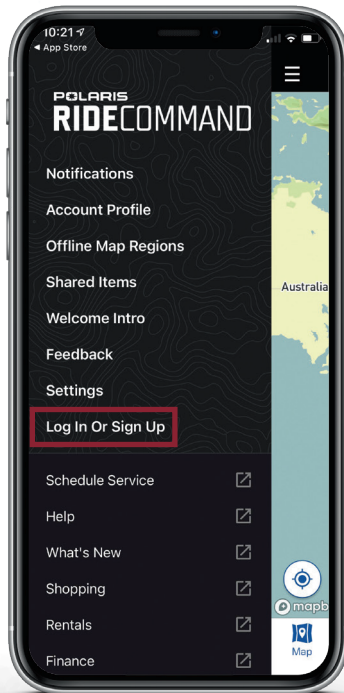 10:21
App Store
POLARIS
RIDECOMMAND
Notifications
Account Profile
Offline Map Regions
Shared Items
Welcome Intro
Feedback
Settings
Log In Or Sign Up
Schedule Service
Help
What's New
Shopping
Rentals
Finance
Australia
mapb
Map